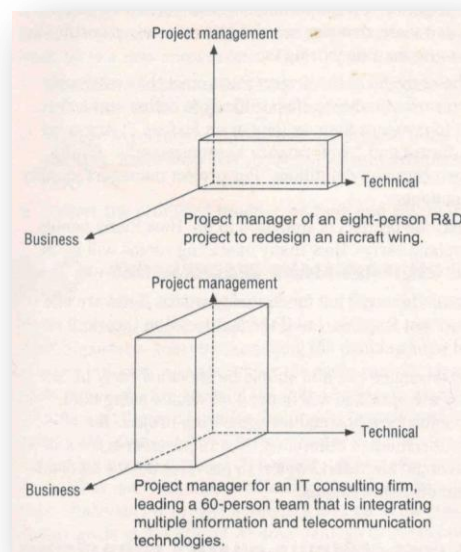 Project management
Technical
Business
Project manager of an eight-person R&D
project to redesign an aircraft wing.
Project management
Technical
Business
Project manager for an IT consulting firm,
leading a 60-person team that is integrating
multiple information and telecommunication
technologies.